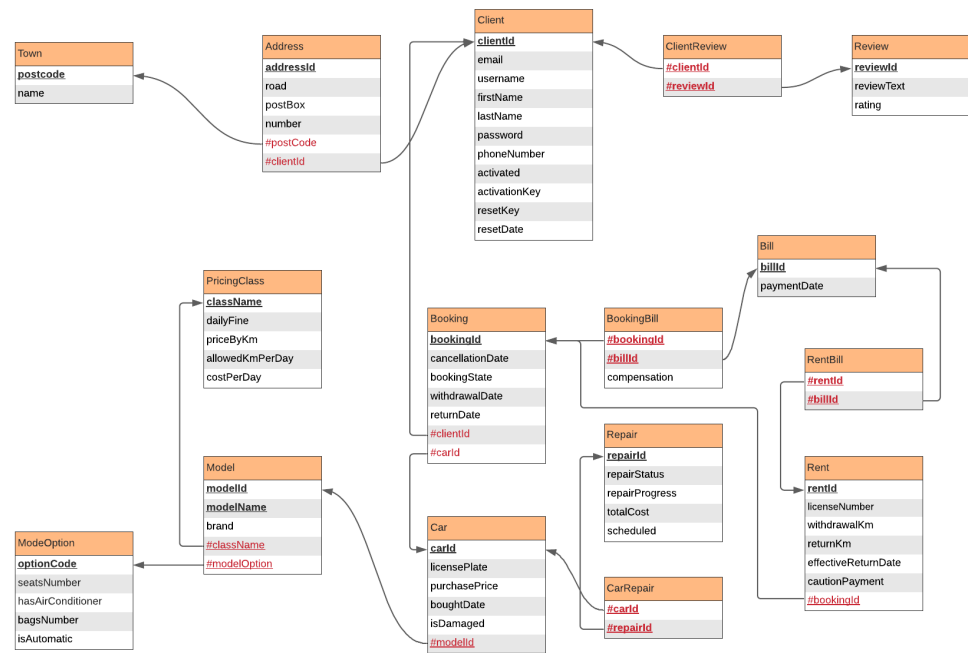 Town
postcode
name
Address
addressId
road
postBox
number
#postCode
#clientId
Client
clientId
email
username
firstName
lastName
password
phoneNumber
activated
activationKey
resetKey
resetDate
ClientReview
#clientId
#reviewId
Review
reviewId
reviewText
rating
Bill
billId
paymentDate
PricingClass
className
dailyFine
priceByKm
allowedKmPerDay
costPerDay
Booking
bookingId
cancellationDate
bookingState
withdrawalDate
returnDate
#clientId
#carId
BookingBill
#bookingId
#billId
compensation
RentBill
#rentId
#billId
Repair
repairId
repairStatus
repairProgress
totalCost
scheduled
Model
modelId
modelName
brand
#className
#modelOption
Rent
rentId
licenseNumber
withdrawalKm
returnKm
effectiveReturnDate
cautionPayment
#bookingId
ModeOption
optionCode
seatsNumber
hasAirConditioner
bagsNumber
isAutomatic
Car
carId
licensePlate
purchasePrice
boughtDate
isDamaged
#modelId
CarRepair
#carId
#repairId